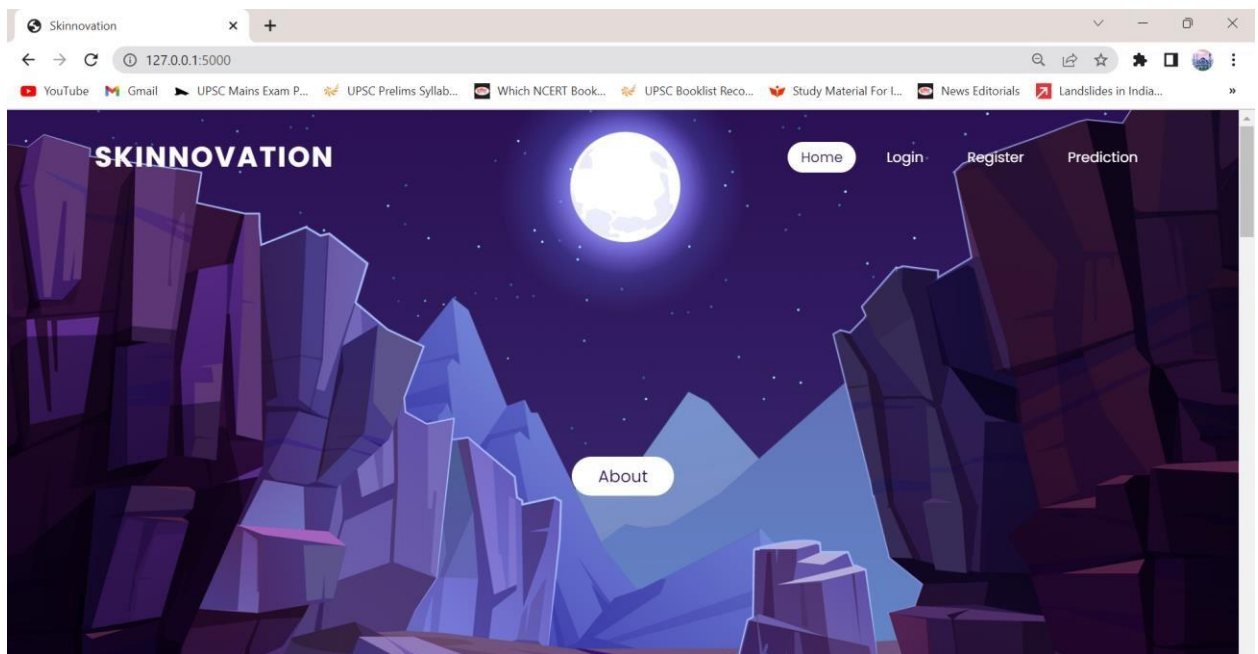 Skinnovation
127.0.0.1:5000
YouTube Gmail UPSC Mains Exam P... UPSC Prelims Syllab... Which NCERT Book... UPSC Booklist Reco... Study Material For I... News Editorials Landslides in India... »
SKINNOVATION Home Login Register Prediction
About